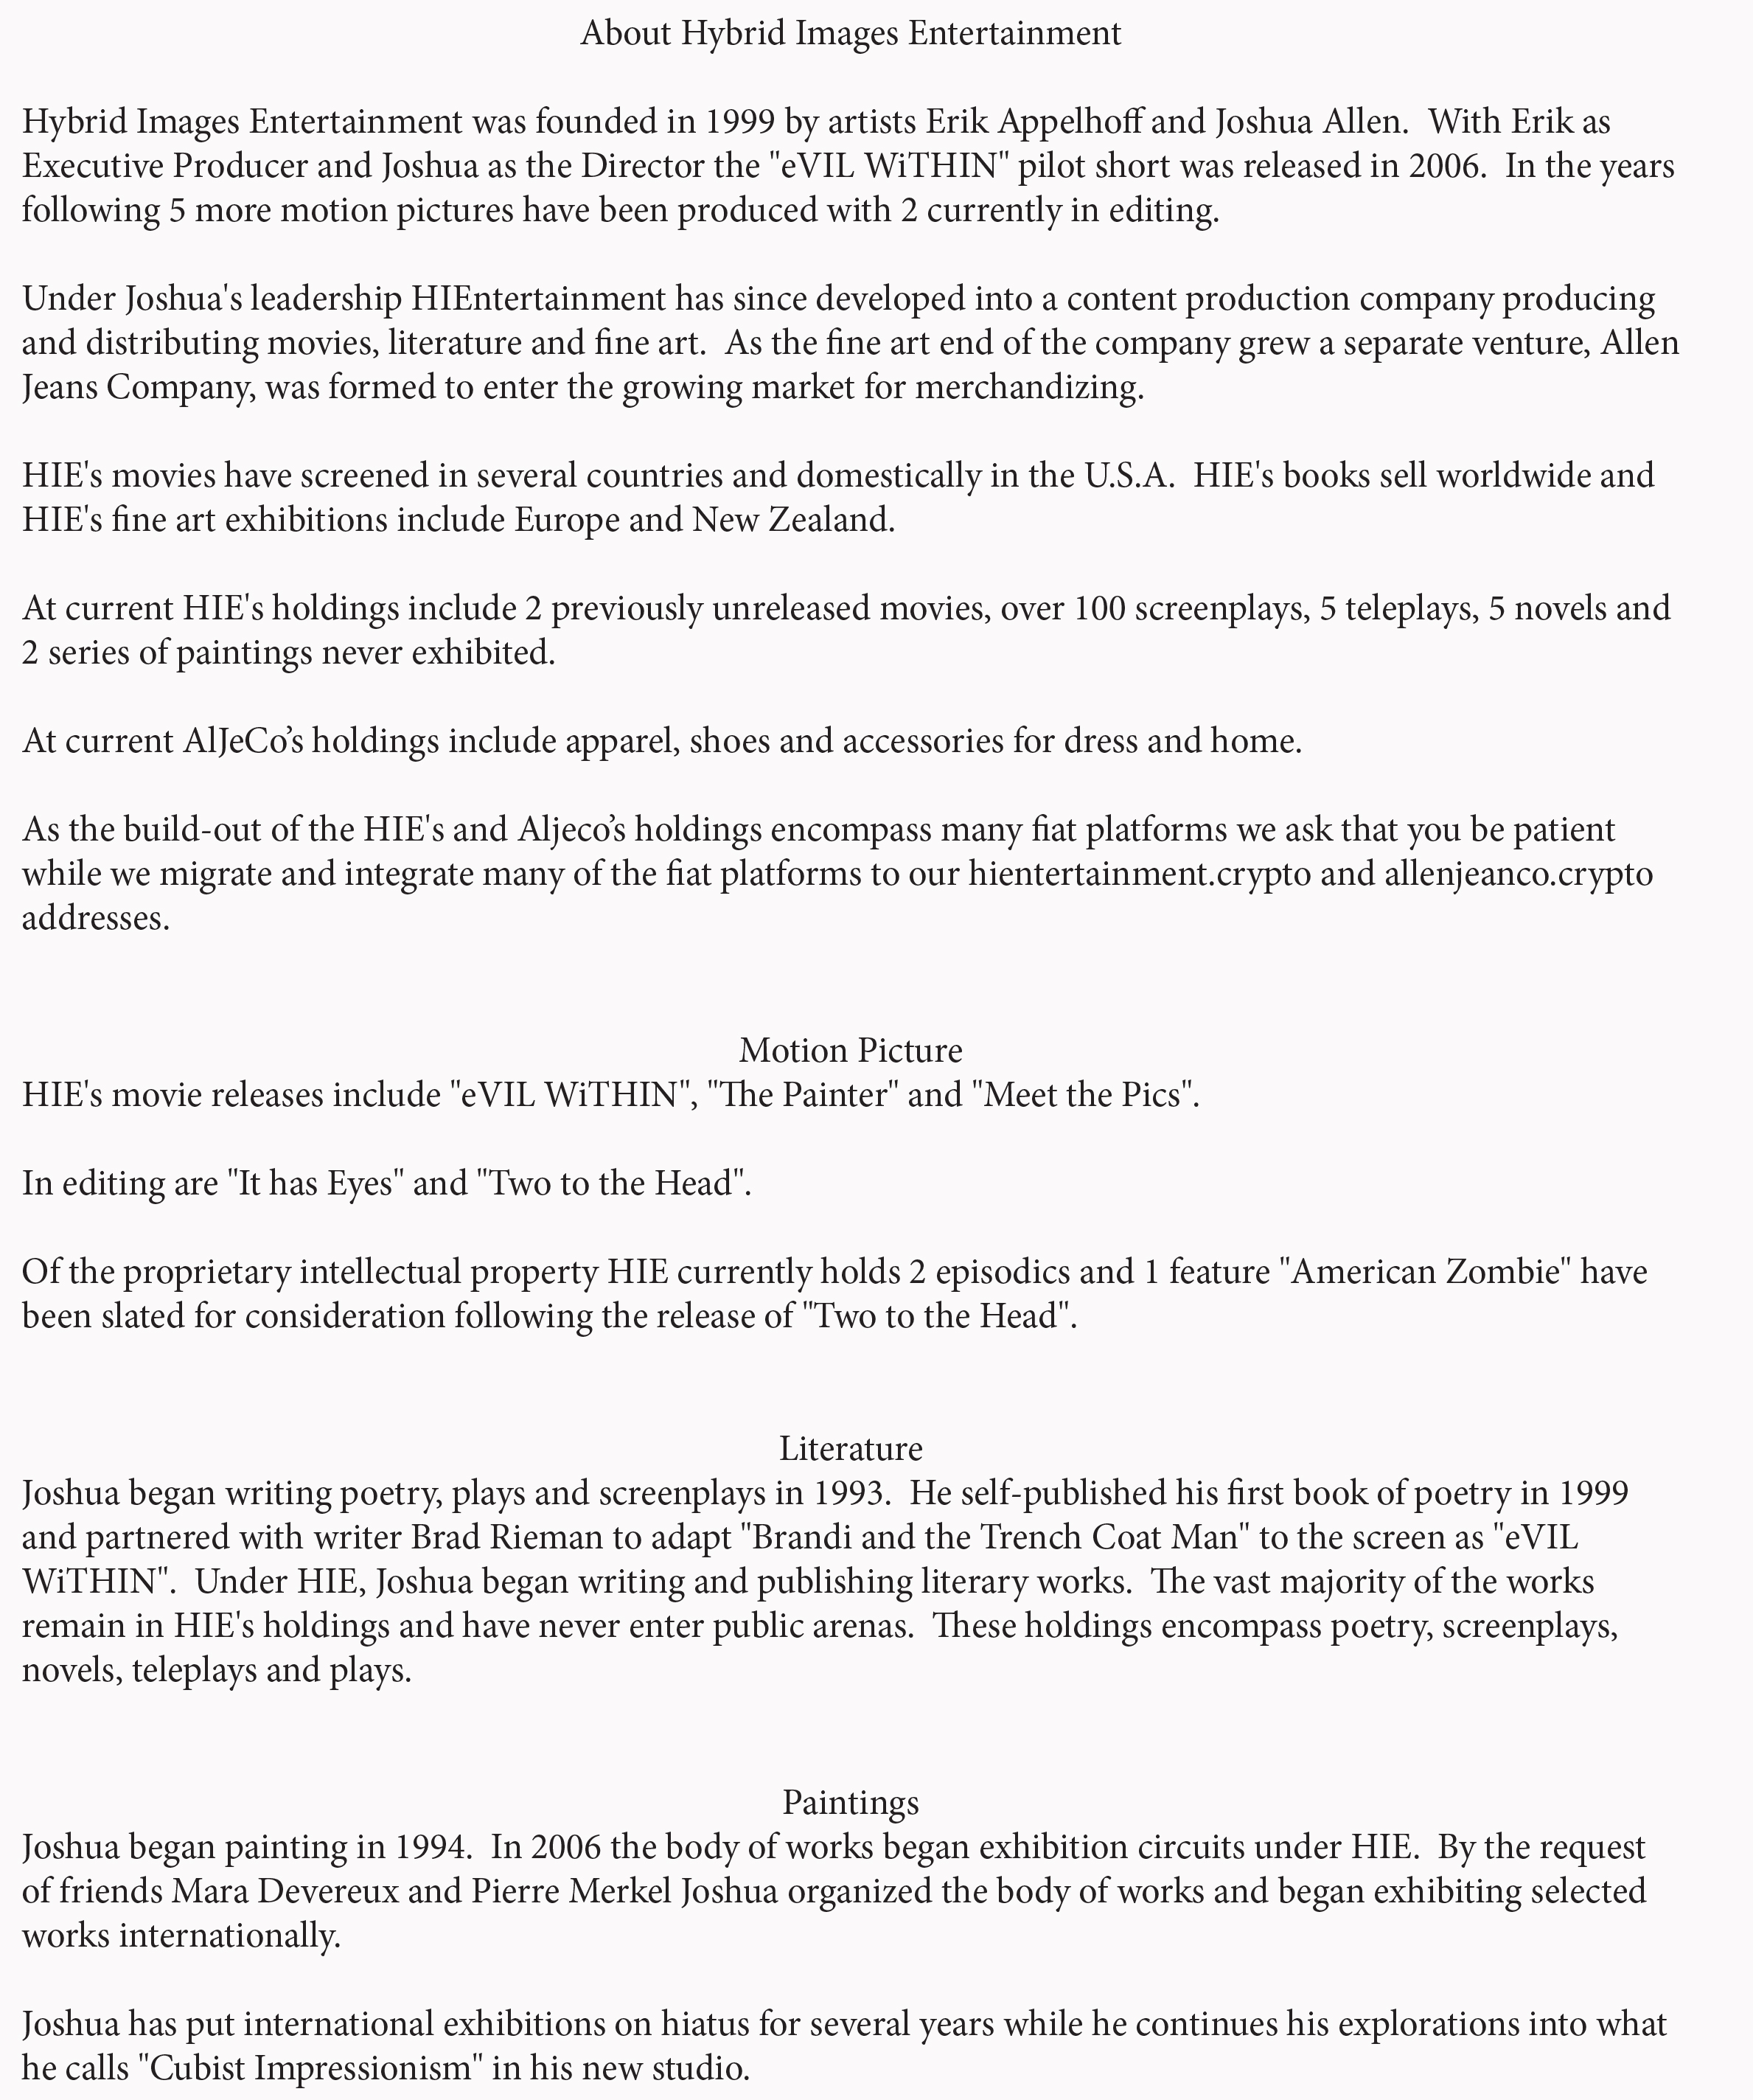 About Hybrid Images Entertainment
Hybrid Images Entertainment was founded in 1999 by artists Erik Appelhoff and Joshua Allen.  With Erik as
Executive Producer and Joshua as the Director the "eVIL WiTHIN" pilot short was released in 2006.  In the years
following 5 more motion pictures have been produced with 2 currently in editing.
Under Joshua's leadership HIEntertainment has since developed into a content production company producing
and distributing movies, literature and fine art.  As the fine art end of the company grew a separate venture, Allen
Jeans Company, was formed to enter the growing market for merchandizing.
HIE's movies have screened in several countries and domestically in the U.S.A.  HIE's books sell worldwide and
HIE's fine art exhibitions include Europe and New Zealand.
At current HIE's holdings include 2 previously unreleased movies, over 100 screenplays, 5 teleplays, 5 novels and
2 series of paintings never exhibited.
At current AlJeCo’s holdings include apparel, shoes and accessories for dress and home.
As the build-out of the HIE's and Aljeco’s holdings encompass many fiat platforms we ask that you be patient
while we migrate and integrate many of the fiat platforms to our hientertainment.crypto and allenjeanco.crypto
addresses.
Motion Picture
HIE's movie releases include "eVIL WiTHIN", "The Painter" and "Meet the Pics".
In editing are "It has Eyes" and "Two to the Head".
Of the proprietary intellectual property HIE currently holds 2 episodics and 1 feature "American Zombie" have
been slated for consideration following the release of "Two to the Head".
Literature
Joshua began writing poetry, plays and screenplays in 1993.  He self-published his first book of poetry in 1999
and partnered with writer Brad Rieman to adapt "Brandi and the Trench Coat Man" to the screen as "eVIL
WiTHIN".  Under HIE, Joshua began writing and publishing literary works.  The vast majority of the works
remain in HIE's holdings and have never enter public arenas.  These holdings encompass poetry, screenplays,
novels, teleplays and plays.
Paintings
Joshua began painting in 1994.  In 2006 the body of works began exhibition circuits under HIE.  By the request
of friends Mara Devereux and Pierre Merkel Joshua organized the body of works and began exhibiting selected
works internationally.
Joshua has put international exhibitions on hiatus for several years while he continues his explorations into what
he calls "Cubist Impressionism" in his new studio.